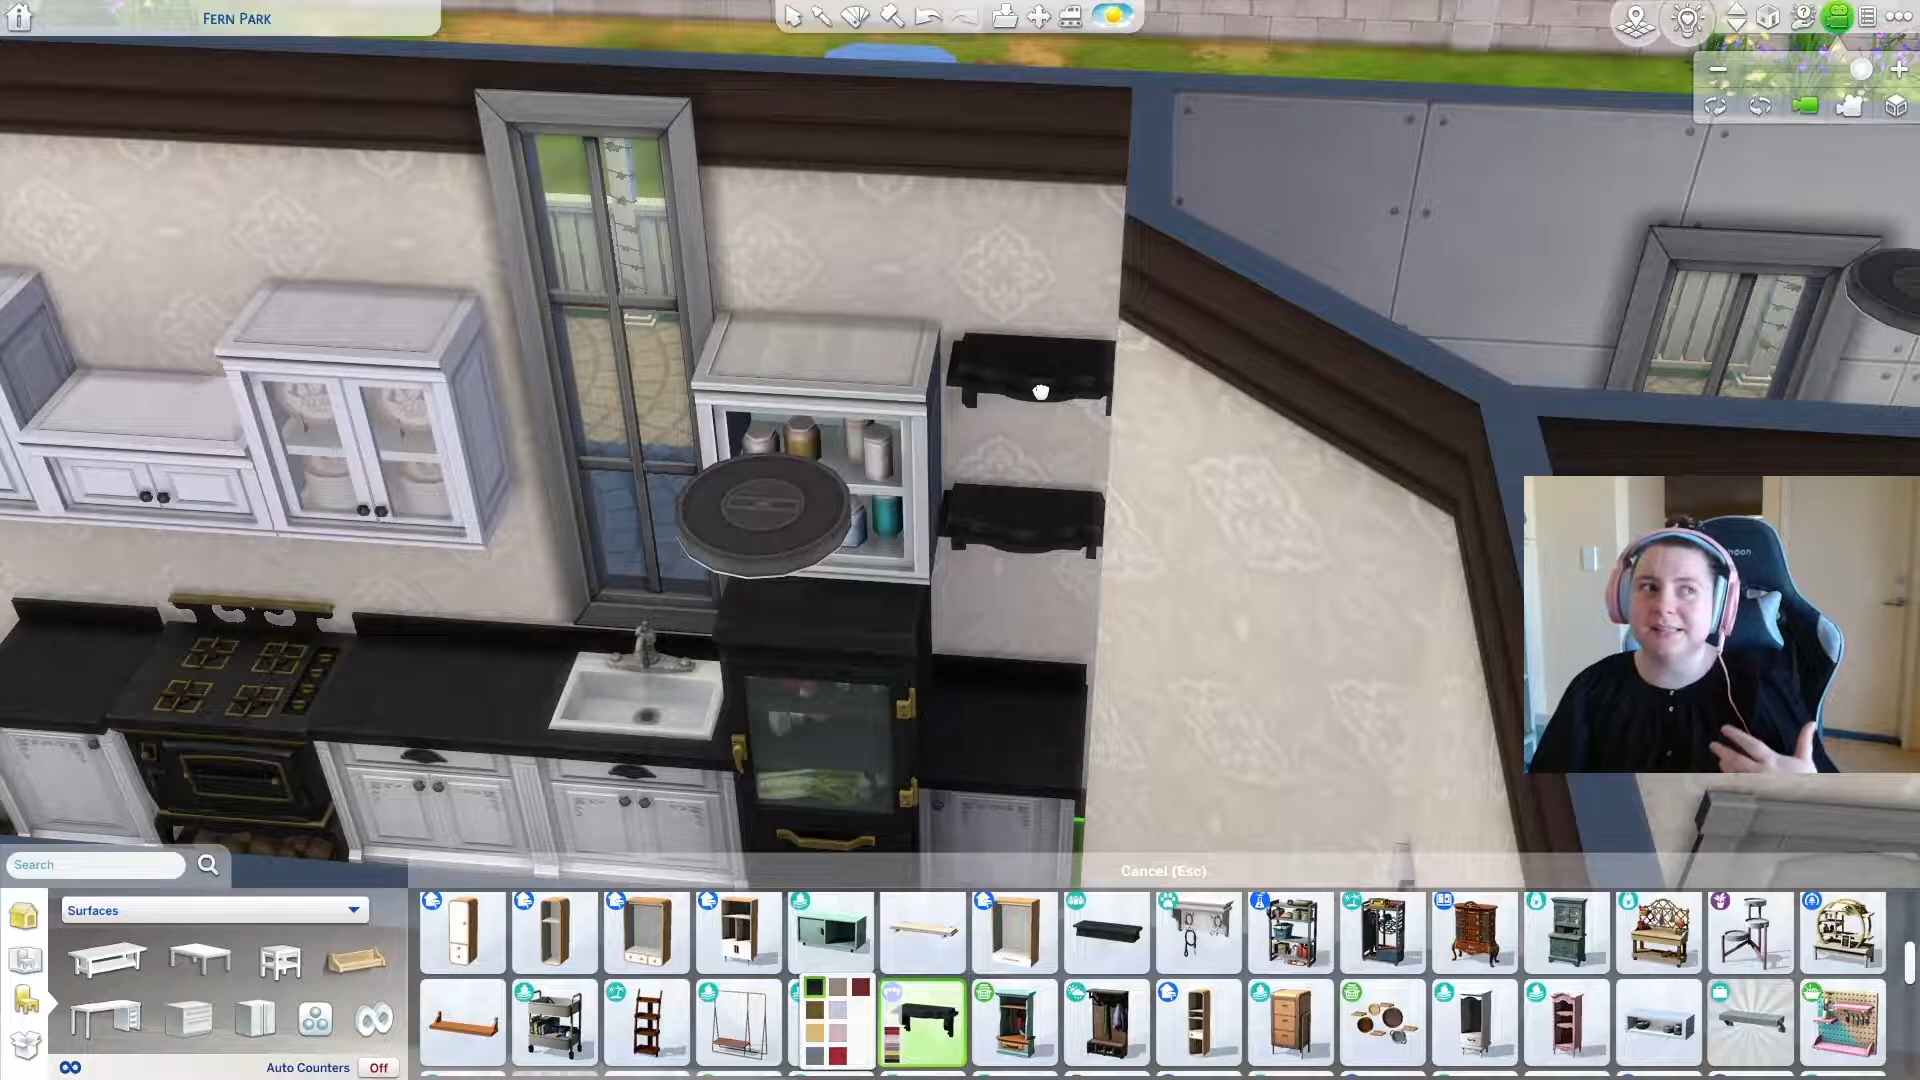 FERN PARK
Cancel (Esc)
Search
Surfaces
Auto Counters
Off